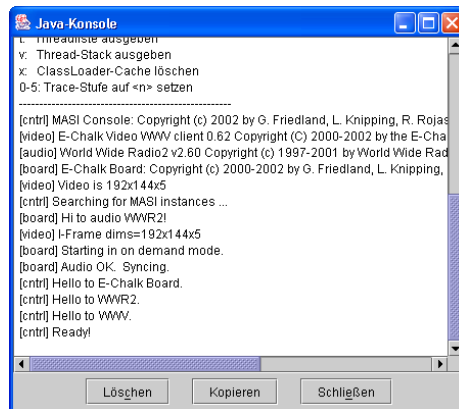 Java-Konsole
t: Threadliste ausgeben
v: Thread-Stack ausgeben
x: ClassLoader-Cache löschen
0-5: Trace-Stufe auf <n> setzen
----------------------------------------------------
[cntrl] MASI Console: Copyright (c) 2002 by G. Friedland, L. Knipping, R. Rojas
[video] E-Chalk Video WWV client 0.62 Copyright (C) 2000-2002 by the E-Cha
[audio] World Wide Radio2 v2.60 Copyright (c) 1997-2001 by World Wide Rad
[board] E-Chalk Board: Copyright (c) 2000-2002 by G. Friedland, L. Knipping,
[video] Video is 192x144x5
[cntrl] Searching for MASI instances ...
[board] Hi to audio WWR2!
[video] I-Frame dims=192x144x5
[board] Starting in on demand mode.
[board] Audio OK. Syncing.
[cntrl] Hello to E-Chalk Board.
[cntrl] Hello to WWR2.
[cntrl] Hello to WWV.
[cntrl] Ready!
Löschen Kopieren Schließen